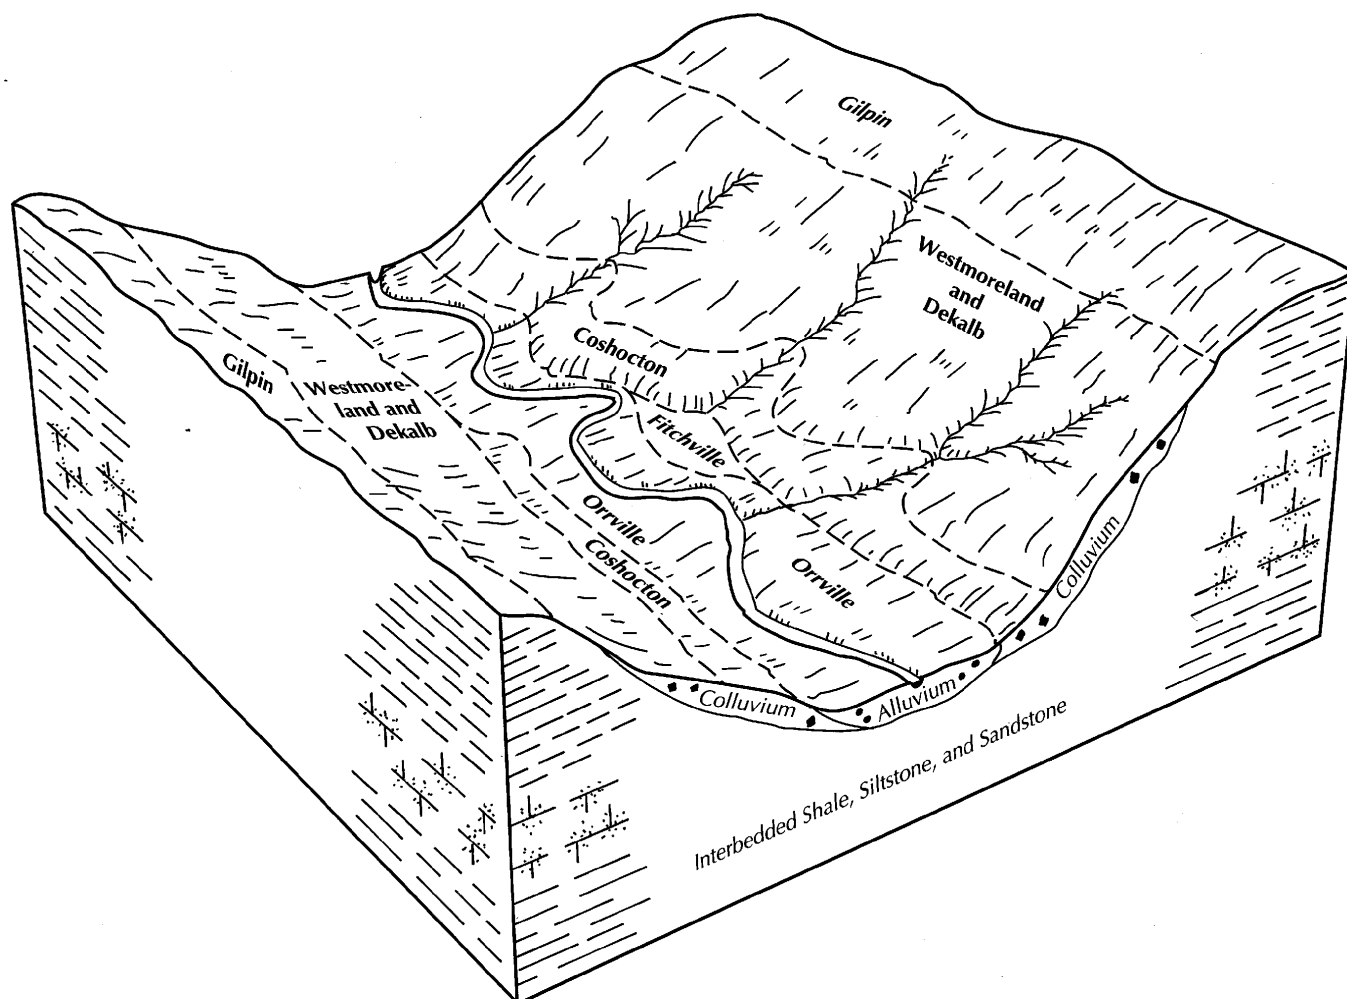 Gilpin
Westmoreland
and
Dekalb
Coshocton
Gilpin
Westmore-
land and
Dekalb
Fitchville
Orrville
Coshocton
Orrville
Colluvium
Colluvium
Alluvium
Interbedded Shale, Siltstone, and Sandstone